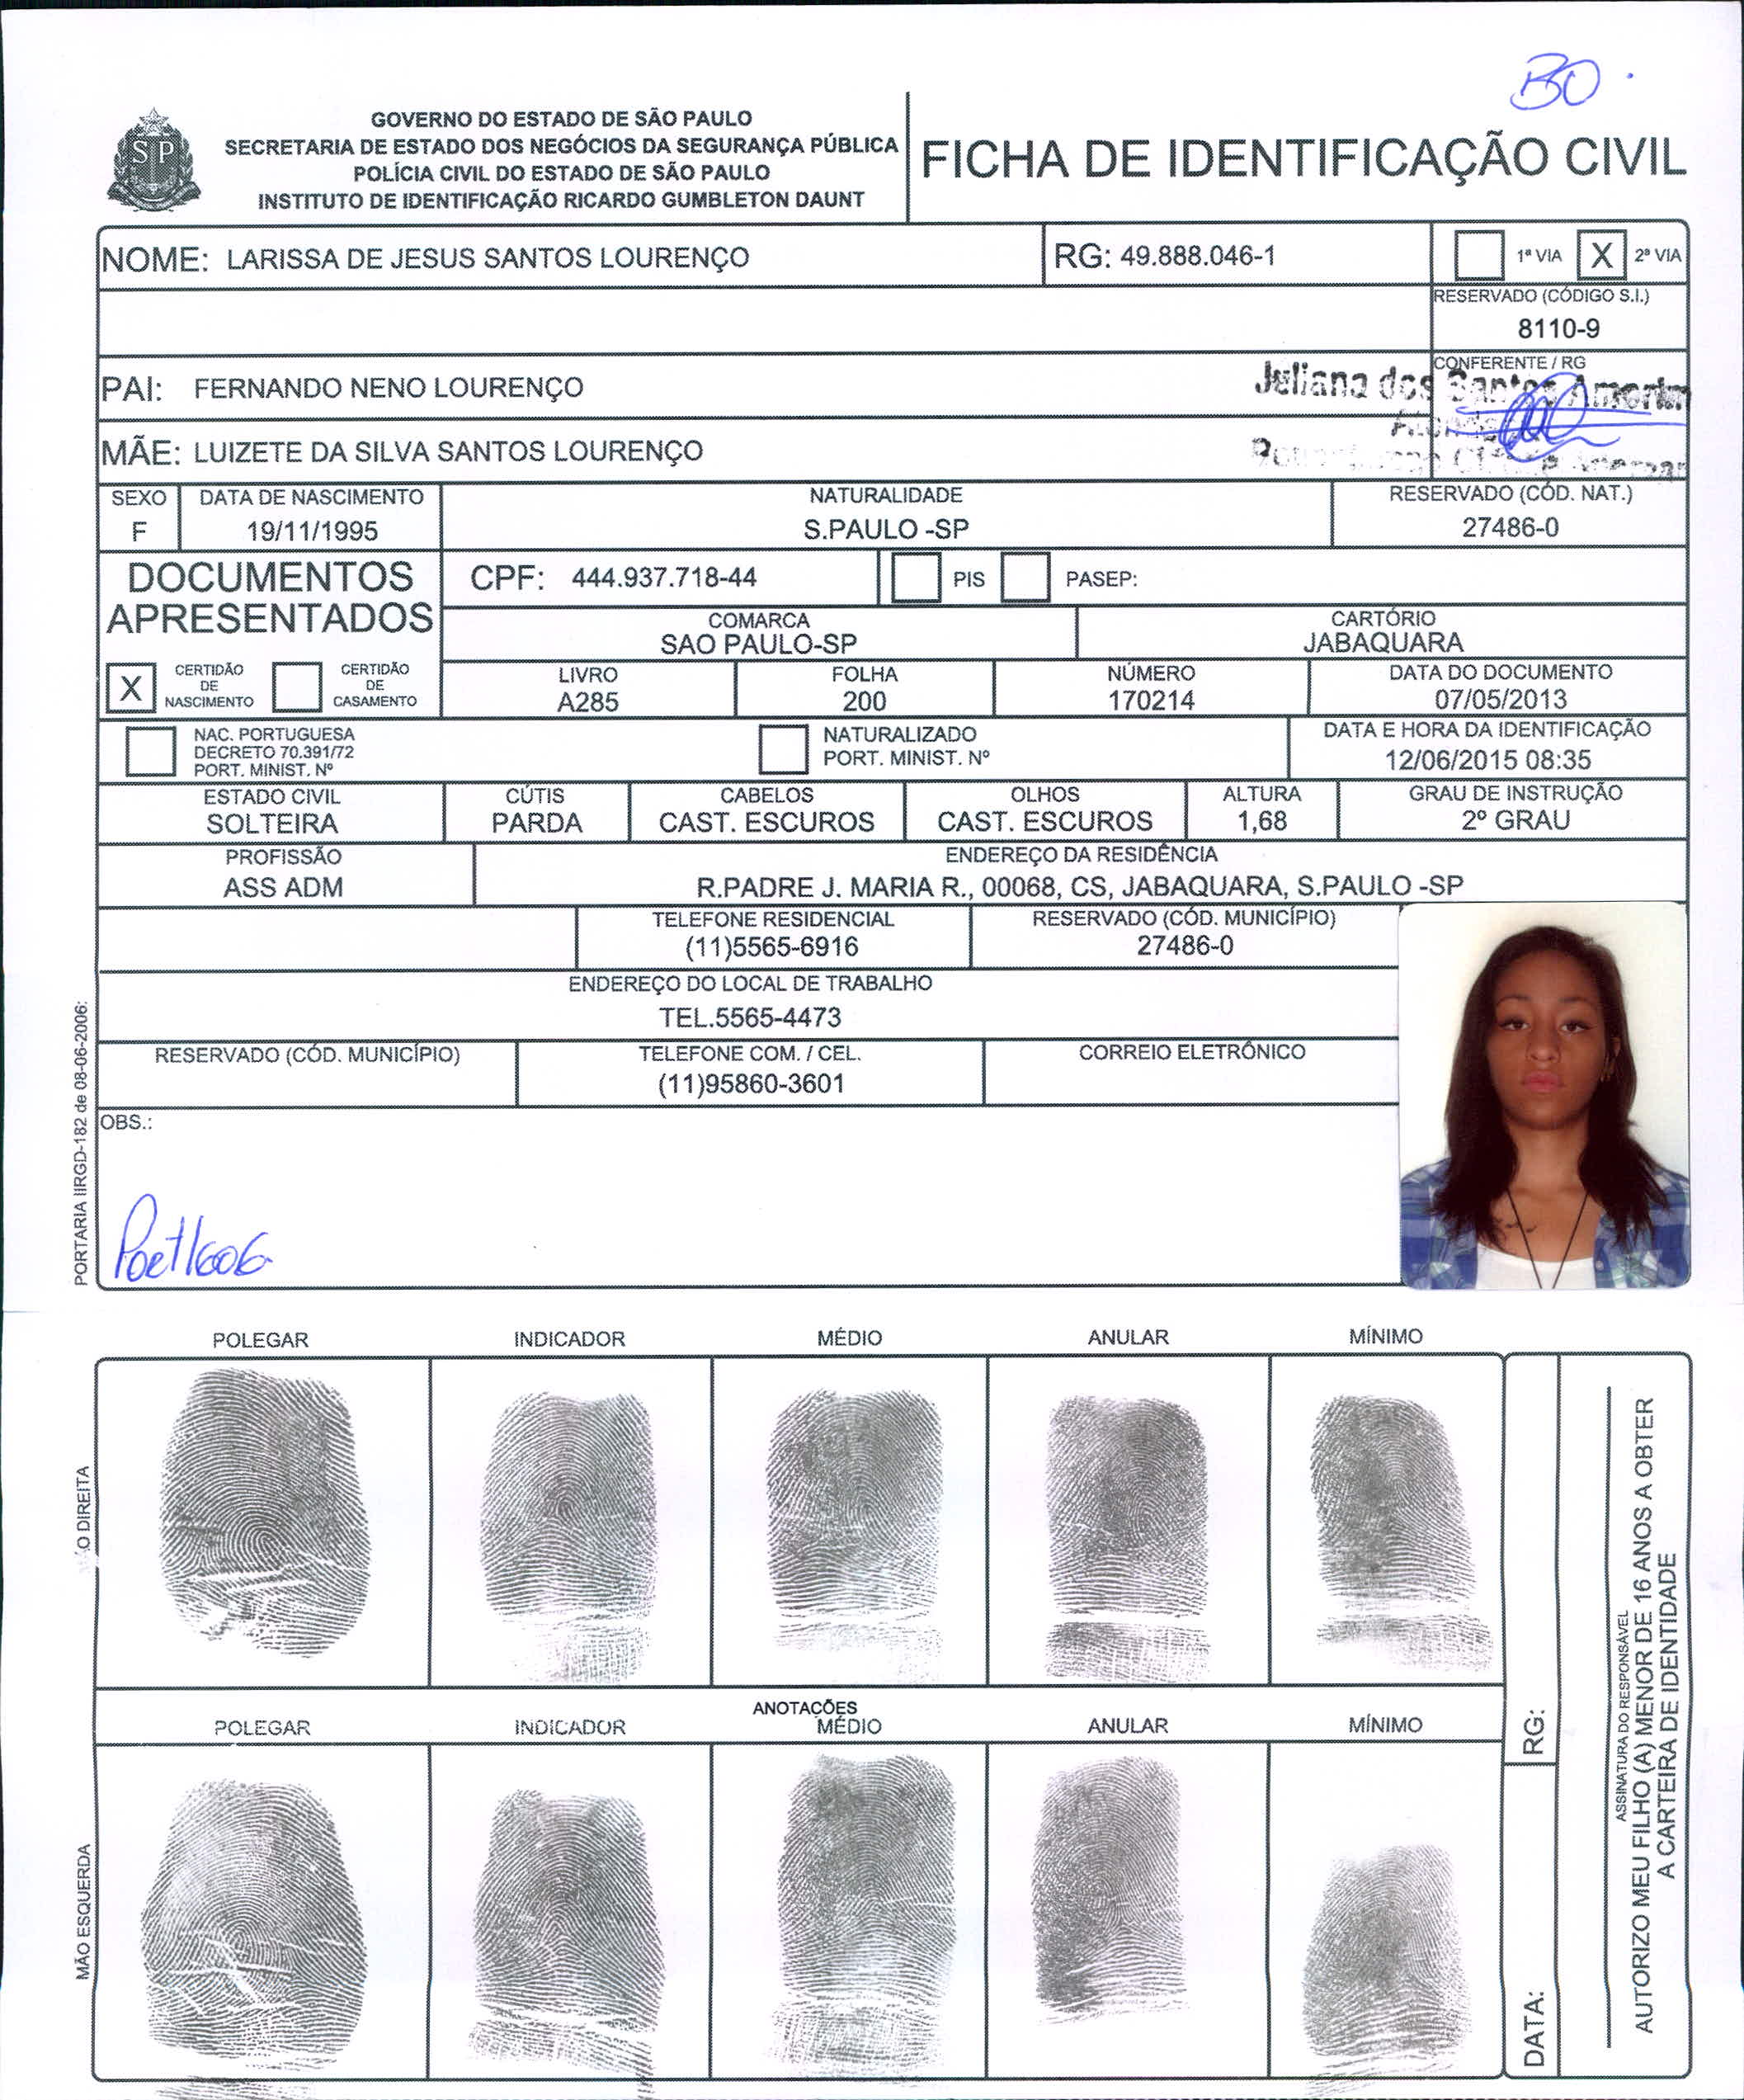 BO.
GOVERNO DO ESTADO DE SÃO PAULO
SECRETARIA DE ESTADO DOS NEGÓCIOS DA SEGURANÇA PÚBLICA
POLÍCIA CIVIL DO ESTADO DE SÃO PAULO
INSTITUTO DE IDENTIFICAÇÃO RICARDO GUMBLETON DAUNT
SP
FICHA DE IDENTIFICAÇÃO CIVIL
NOME: LARISSA DE JESUS SANTOS LOURENÇO
RG: 49.888.046-1
1ª VIA X 2ª VIA
RESERVADO (CÓDIGO S.I.)
8110-9
PAI: FERNANDO NENO LOURENÇO
CONFERENTE / RG
Juliana dos Santos Amorim
MÃE: LUIZETE DA SILVA SANTOS LOURENÇO
SEXO
F
DATA DE NASCIMENTO
19/11/1995
NATURALIDADE
S.PAULO -SP
RESERVADO (CÓD. NAT.)
27486-0
DOCUMENTOS
APRESENTADOS
X CERTIDÃO
DE
NASCIMENTO
CERTIDÃO
DE
CASAMENTO
CPF: 444.937.718-44
PIS PASEP:
COMARCA
SAO PAULO-SP
CARTÓRIO
JABAQUARA
LIVRO
A285
FOLHA
200
NÚMERO
170214
DATA DO DOCUMENTO
07/05/2013
NAC. PORTUGUESA
DECRETO 70.391/72
PORT. MINIST. Nº
NATURALIZADO
PORT. MINIST. Nº
DATA E HORA DA IDENTIFICAÇÃO
12/06/2015 08:35
ESTADO CIVIL
SOLTEIRA
CÚTIS
PARDA
CABELOS
CAST. ESCUROS
OLHOS
CAST. ESCUROS
ALTURA
1,68
GRAU DE INSTRUÇÃO
2º GRAU
PROFISSÃO
ASS ADM
ENDEREÇO DA RESIDÊNCIA
R.PADRE J. MARIA R., 00068, CS, JABAQUARA, S.PAULO -SP
TELEFONE RESIDENCIAL
(11)5565-6916
RESERVADO (CÓD. MUNICÍPIO)
27486-0
ENDEREÇO DO LOCAL DE TRABALHO
TEL.5565-4473
RESERVADO (CÓD. MUNICÍPIO)
TELEFONE COM. / CEL.
(11)95860-3601
CORREIO ELETRÔNICO
OBS.:
PORTARIA IIRGD-182 de 08-06-2006:
POLEGAR INDICADOR MÉDIO ANULAR MÍNIMO
O DIREITA
ANOTAÇÕES
POLEGAR INDICADOR MÉDIO ANULAR MÍNIMO
MÃO ESQUERDA
RG:
DATA:
ASSINATURA DO RESPONSÁVEL
AUTORIZO MEU FILHO (A) MENOR DE 16 ANOS A OBTER
A CARTEIRA DE IDENTIDADE